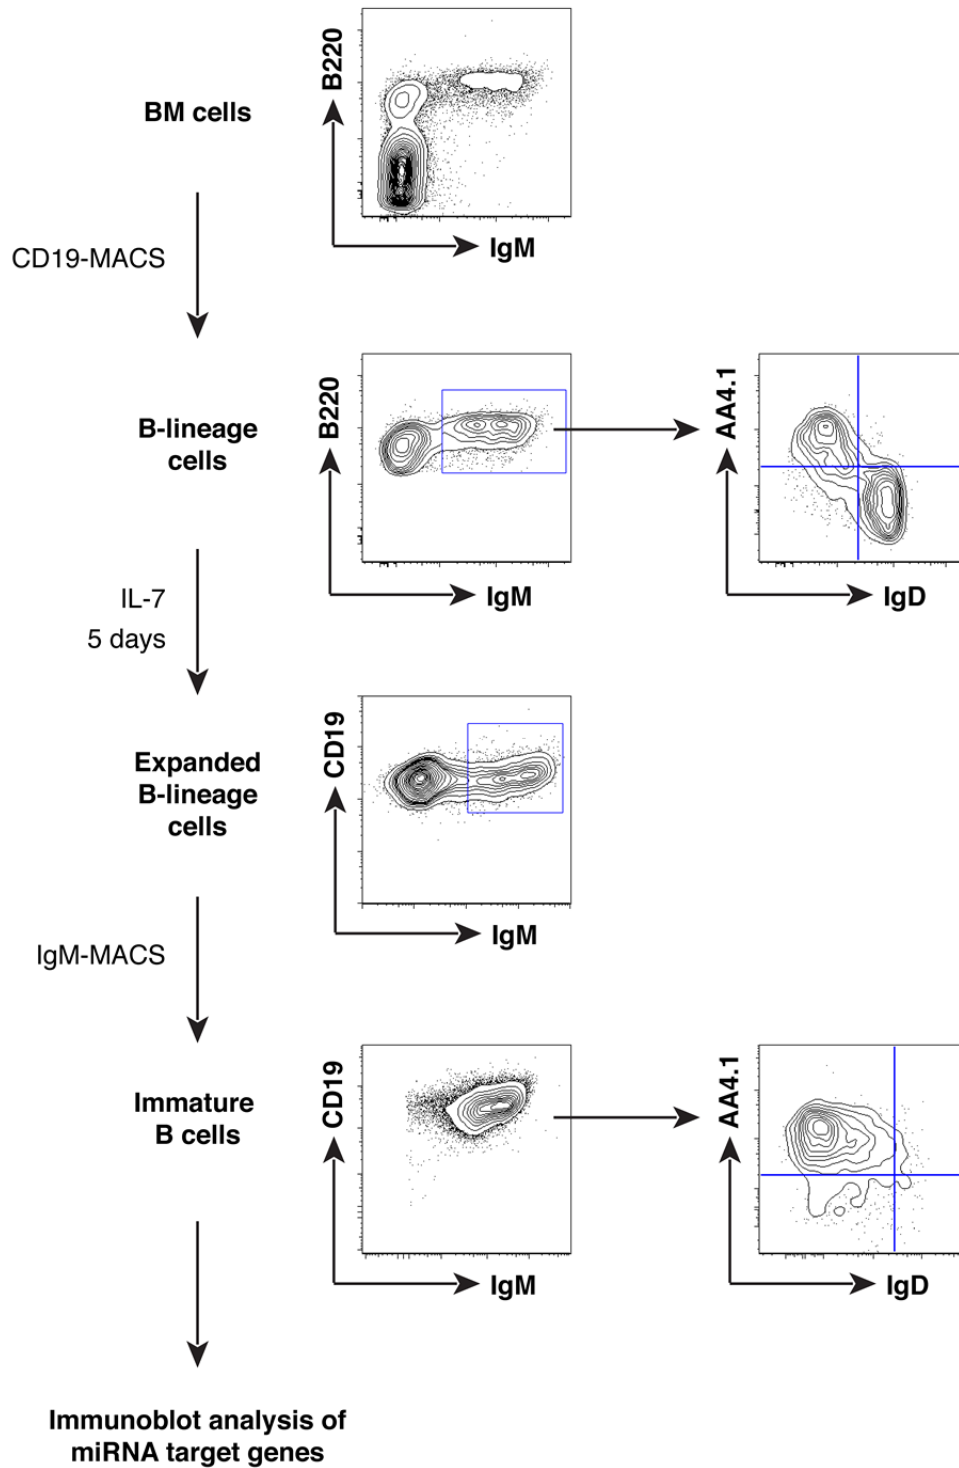 B220
BM cells
IgM
CD19-MACS
B220
AA4.1
B-lineage
cells
IgM
IgD
IL-7
5 days
CD19
Expanded
B-lineage
cells
IgM
IgM-MACS
CD19
AA4.1
Immature
B cells
IgM
IgD
Immunoblot analysis of
miRNA target genes